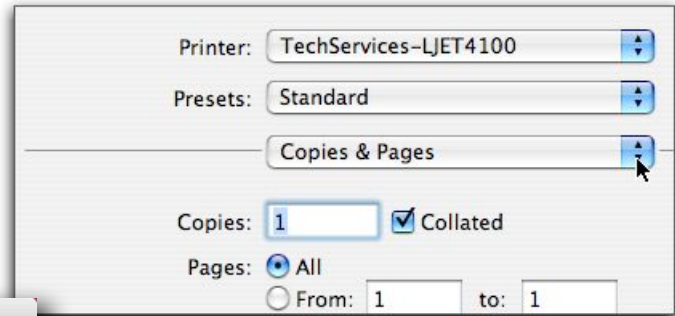 Printer: TechServices-LJET4100
Presets: Standard
Copies & Pages
Copies: 1 Collated
Pages: All
From: 1 to: 1